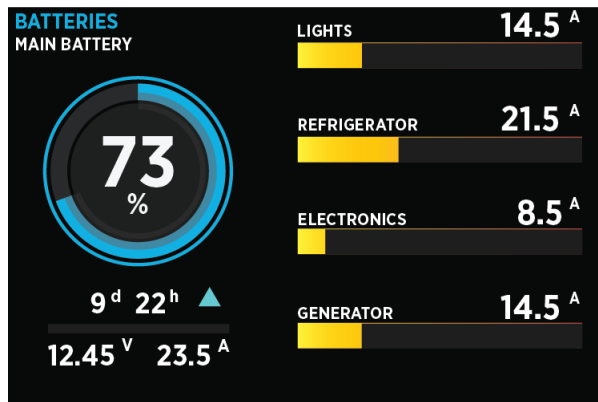 BATTERIES
MAIN BATTERY
73
%
9 d 22 h
12.45 V 23.5 A
LIGHTS 14.5 A
REFRIGERATOR 21.5 A
ELECTRONICS 8.5 A
GENERATOR 14.5 A